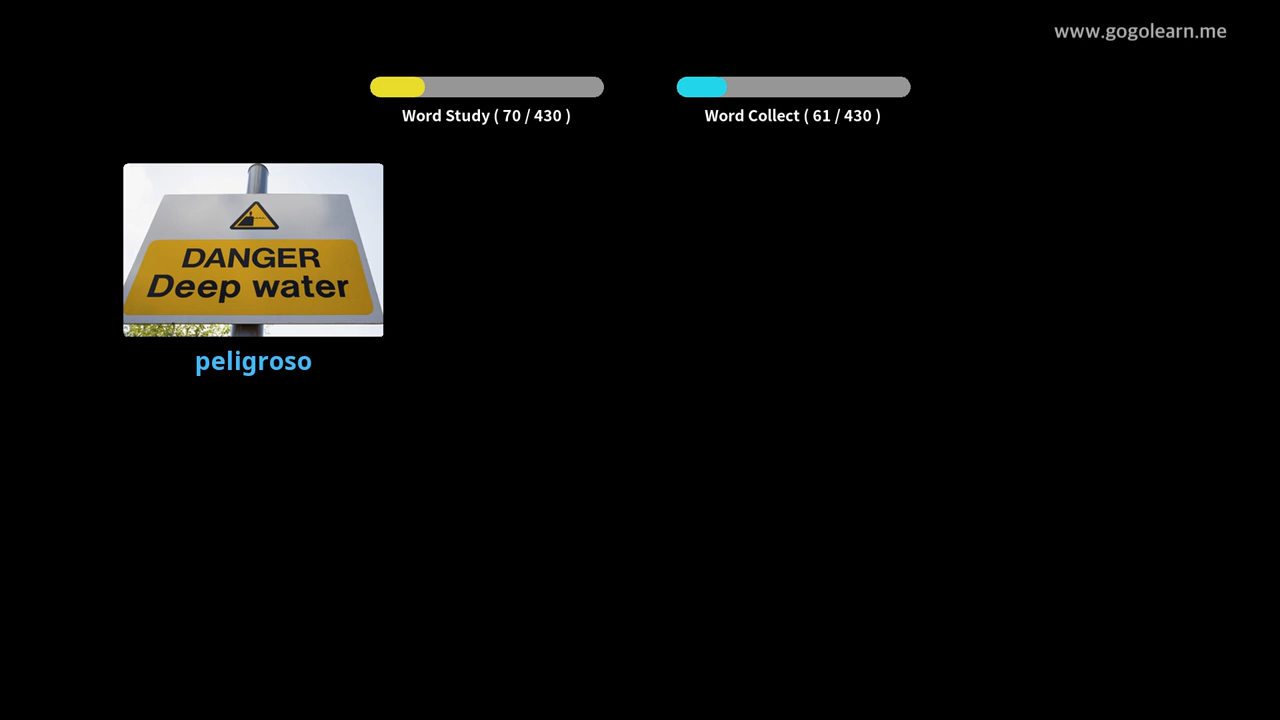 www.gogolearn.me
Word Study ( 70 / 430 )
Word Collect ( 61 / 430 )
DANGER
Deep water
peligroso